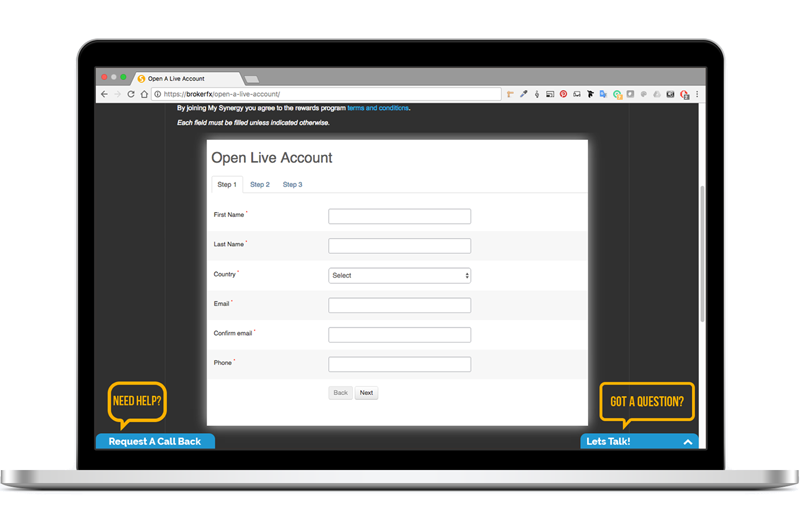 Open A Live Account
https://brokerfx/open-a-live-account/
By joining My Synergy you agree to the rewards program terms and conditions.
Each field must be filled unless indicated otherwise.
Open Live Account
Step 1 Step 2 Step 3
First Name *
Last Name *
Country * Select
Email *
Confirm email *
Phone *
Back Next
NEED HELP?
Request A Call Back
GOT A QUESTION?
Lets Talk!